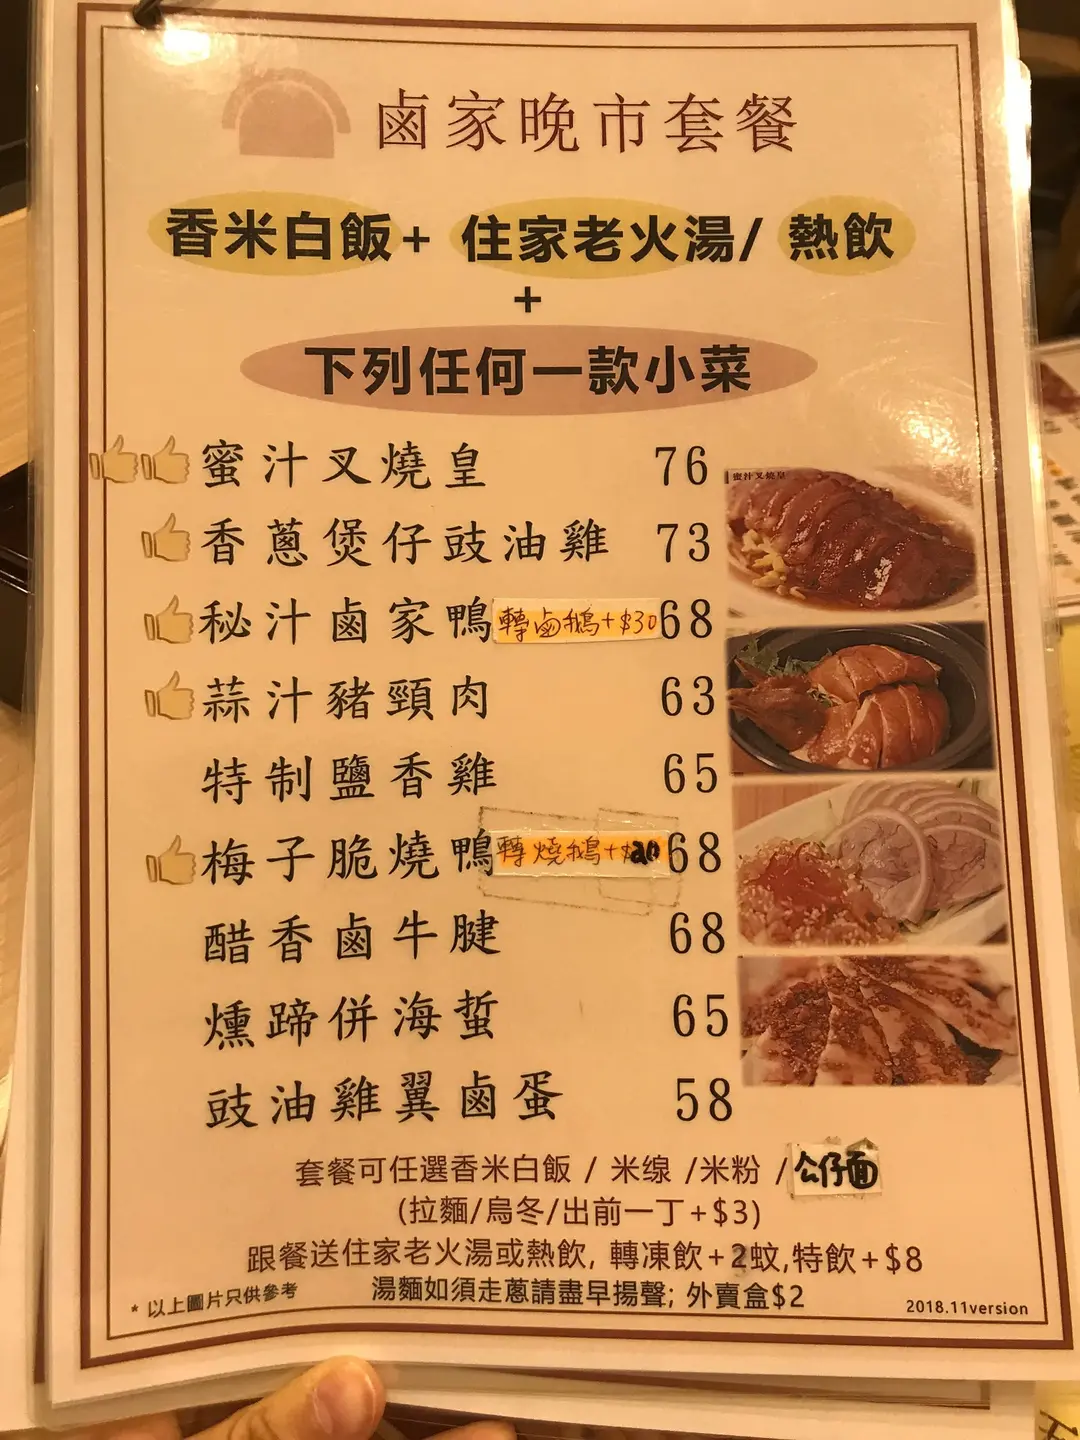 鹵家晚市套餐
香米白飯+ 住家老火湯/ 熱飲
+
下列任何一款小菜
蜜汁叉燒皇 76
香蔥煲仔豉油雞 73
秘汁鹵家鴨 轉鹵鵝+$30 68
蒜汁豬頸肉 63
特制鹽香雞 65
梅子脆燒鴨 轉燒鵝+$20 68
醋香鹵牛腱 68
燻蹄併海蜇 65
豉油雞翼鹵蛋 58
蜜汁叉燒皇
套餐可任選香米白飯 / 米缐 /米粉 /公仔面
(拉麵/烏冬/出前一丁+$3)
跟餐送住家老火湯或熱飲, 轉凍飲+2蚊,特飲+$8
湯麵如須走蔥請盡早揚聲; 外賣盒$2
* 以上圖片只供參考
2018.11version